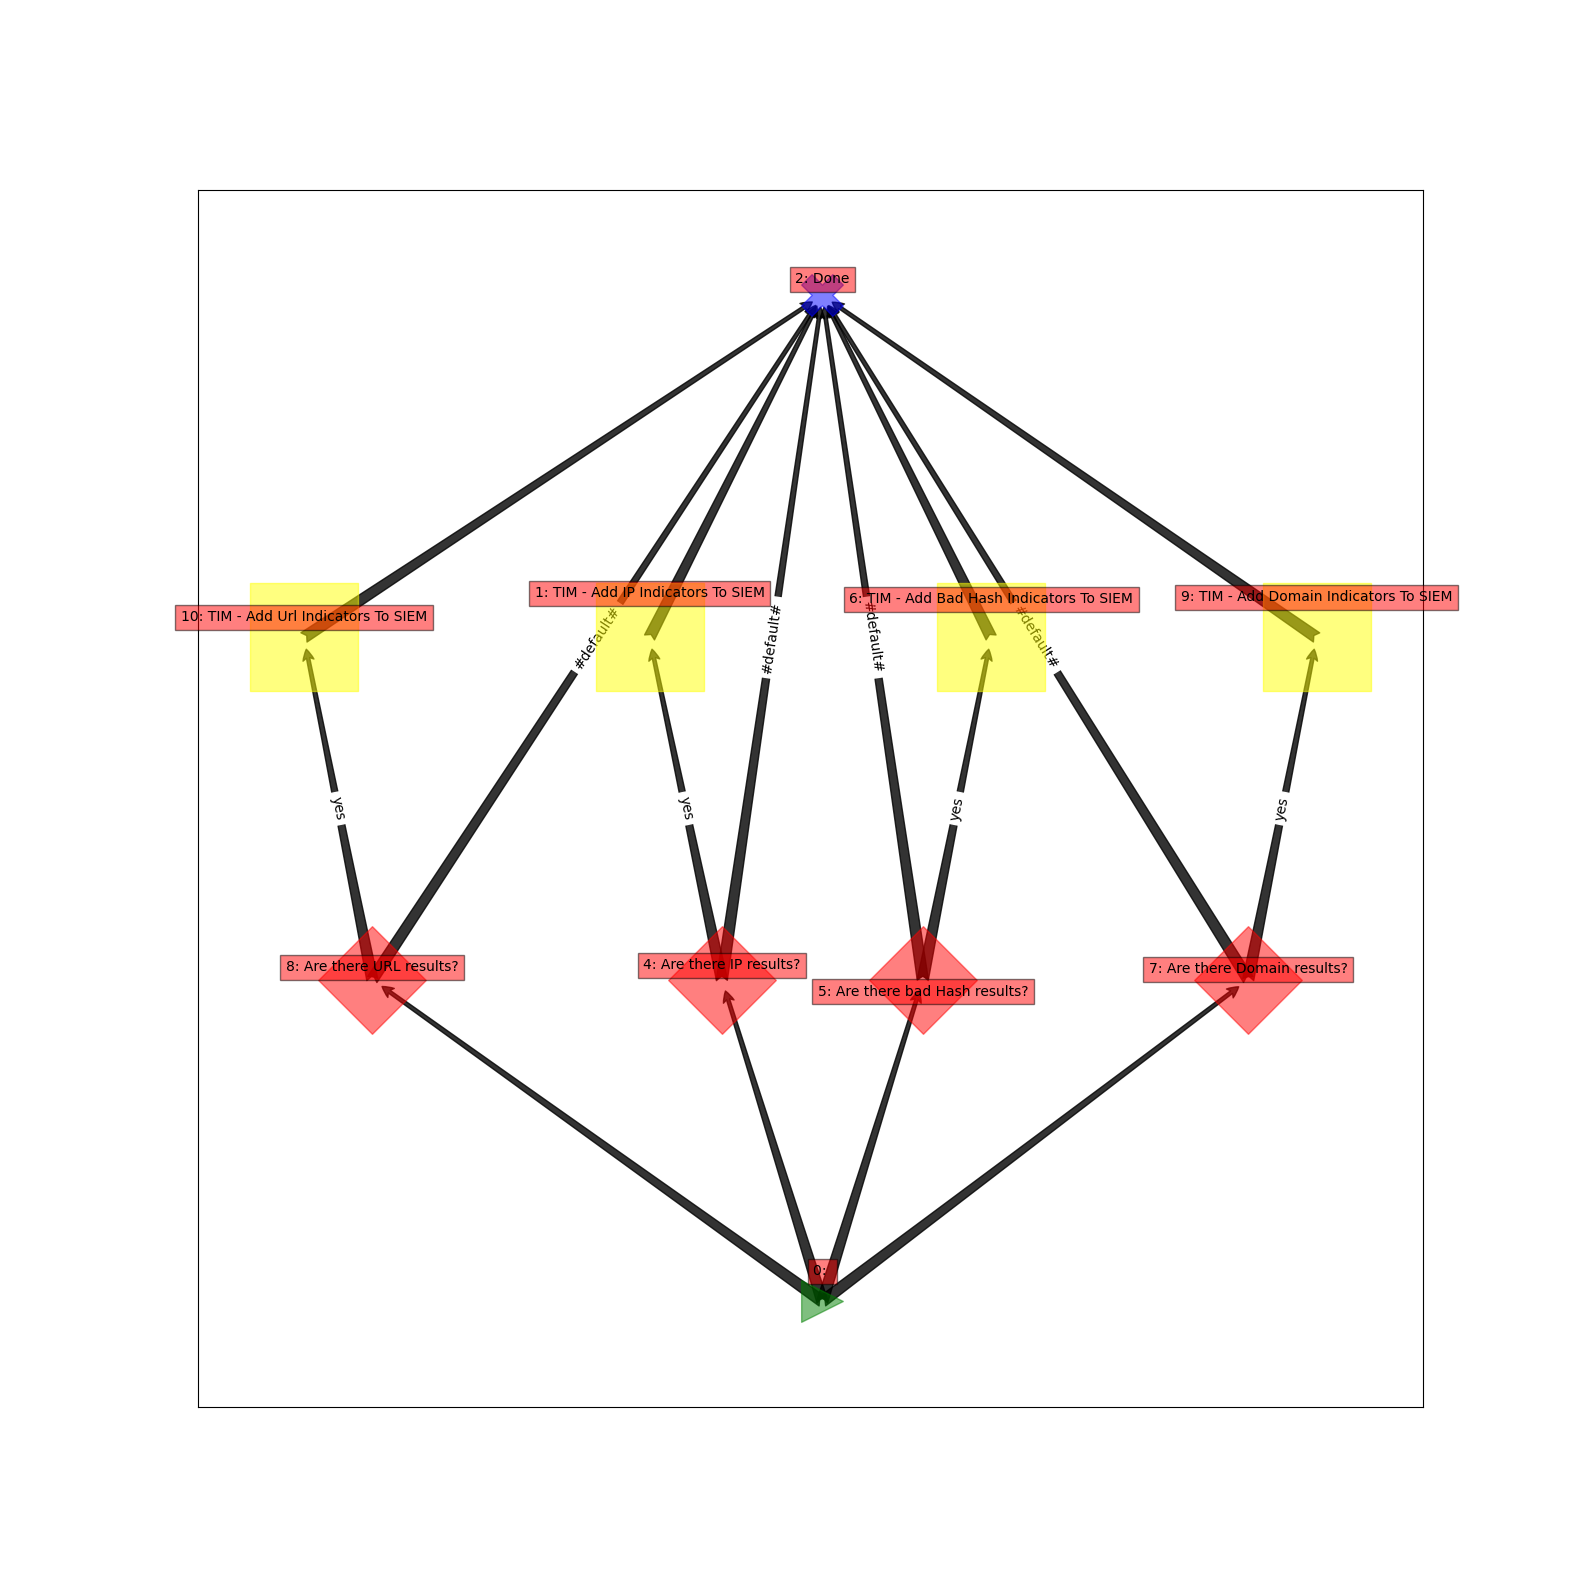 2: Done
1: TIM - Add IP Indicators To SIEM
6: TIM - Add Bad Hash Indicators To SIEM
9: TIM - Add Domain Indicators To SIEM
10: TIM - Add Url Indicators To SIEM
#default#
#default#
#default#
#default#
yes
yes
yes
yes
8: Are there URL results?
4: Are there IP results?
5: Are there bad Hash results?
7: Are there Domain results?
0: